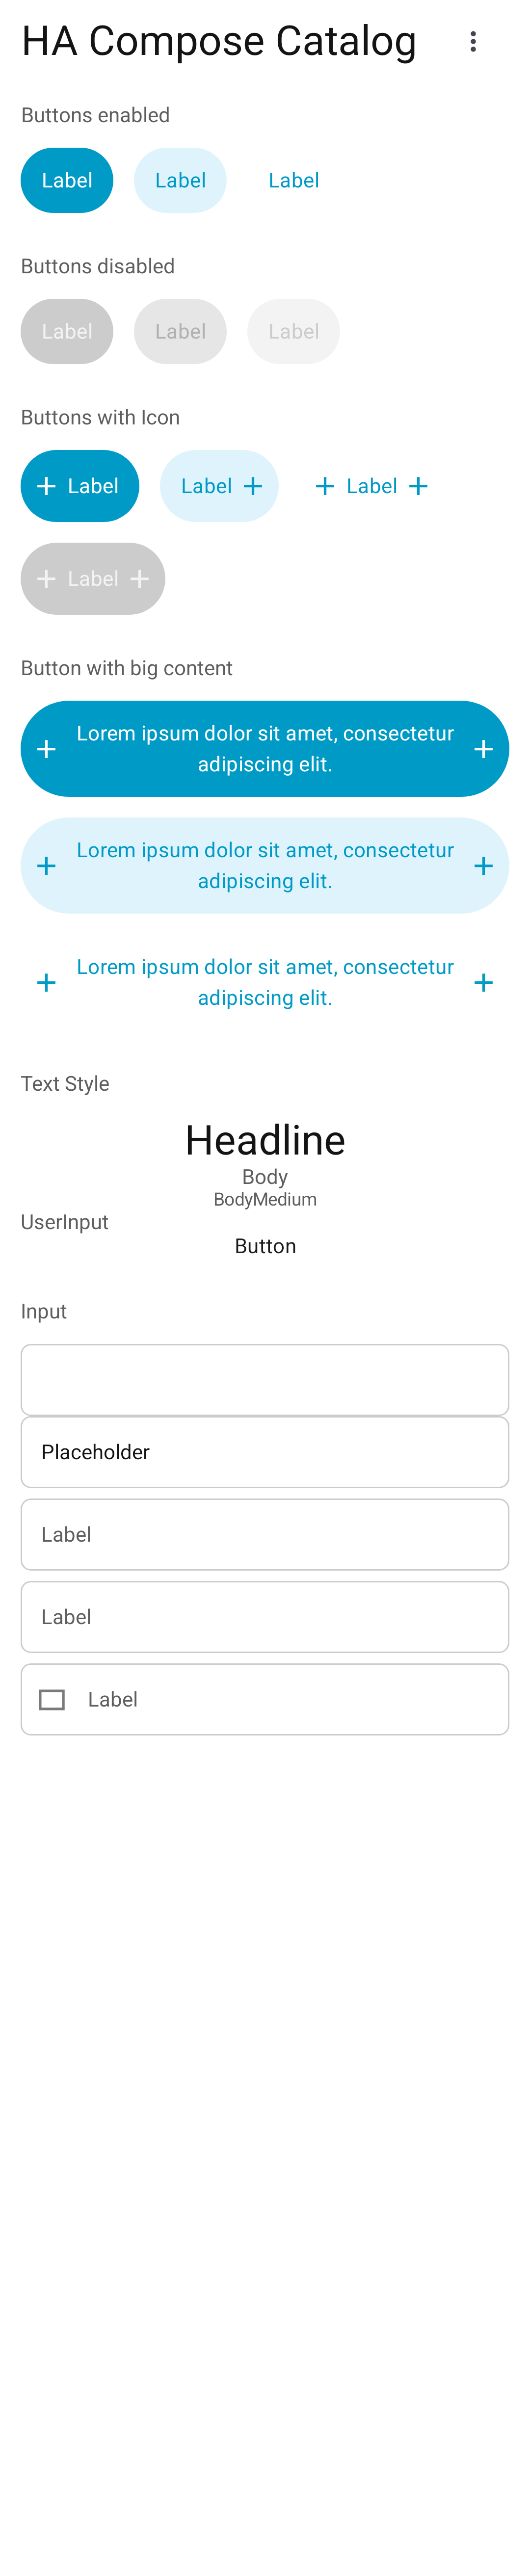 HA Compose Catalog
Buttons enabled
Label Label Label
Buttons disabled
Label Label Label
Buttons with Icon
Label Label Label
Label
Button with big content
Lorem ipsum dolor sit amet, consectetur
adipiscing elit.
Lorem ipsum dolor sit amet, consectetur
adipiscing elit.
Lorem ipsum dolor sit amet, consectetur
adipiscing elit.
Text Style
Headline
Body
BodyMedium
UserInput
Button
Input
Placeholder
Label
Label
Label